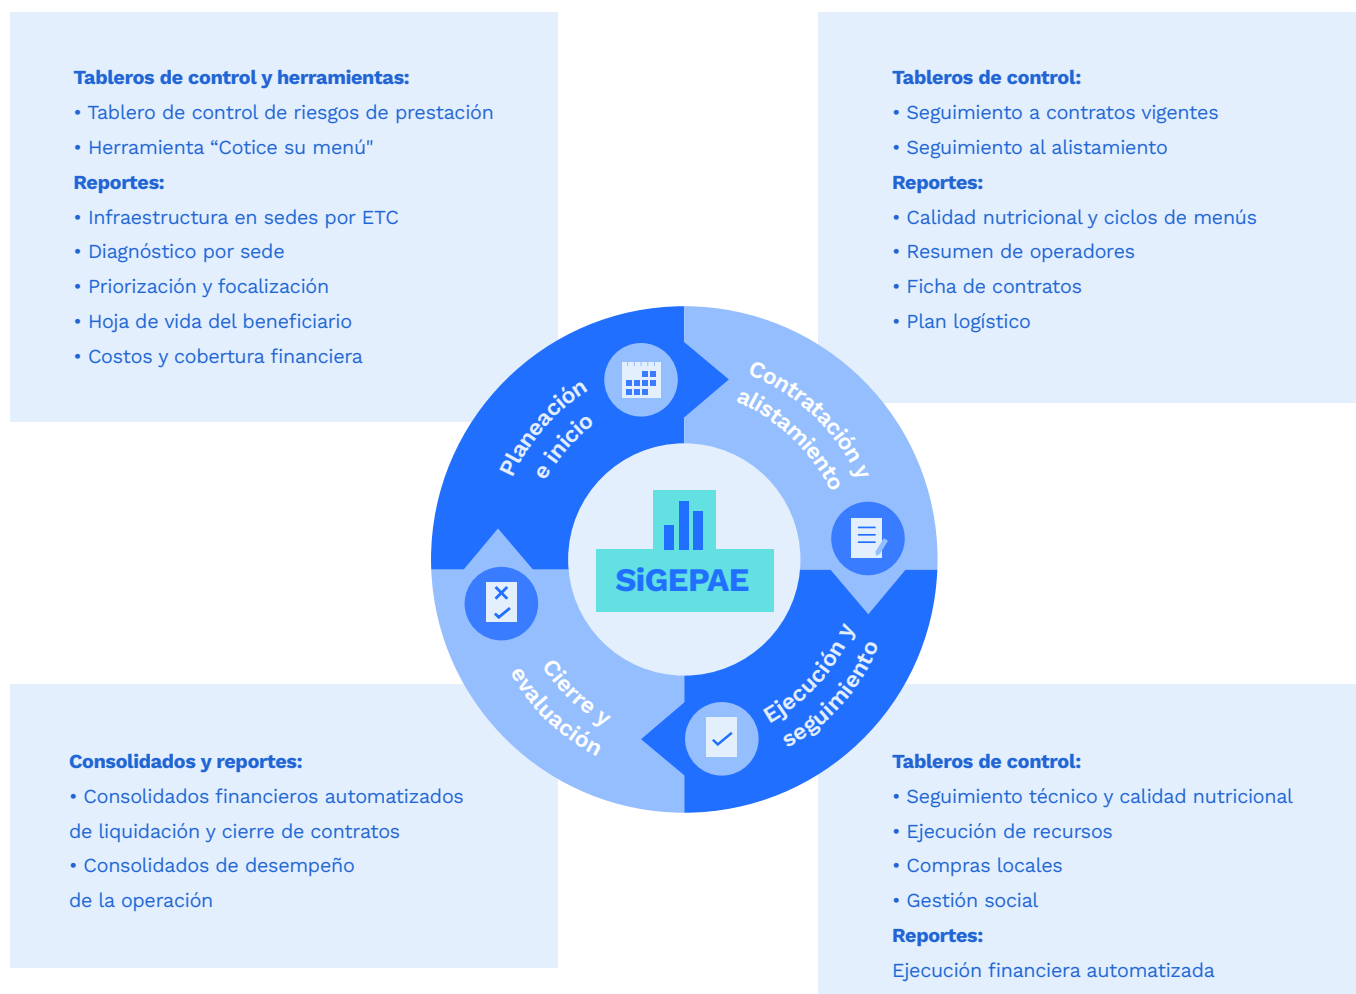 Tableros de control y herramientas:
• Tablero de control de riesgos de prestación
• Herramienta “Cotice su menú"
Reportes:
• Infraestructura en sedes por ETC
• Diagnóstico por sede
• Priorización y focalización
• Hoja de vida del beneficiario
• Costos y cobertura financiera
Tableros de control:
• Seguimiento a contratos vigentes
• Seguimiento al alistamiento
Reportes:
• Calidad nutricional y ciclos de menús
• Resumen de operadores
• Ficha de contratos
• Plan logístico
Planeación
e inicio
Contratación y
alistamiento
SiGEPAE
Cierre y
evaluación
Ejecución y
seguimiento
Consolidados y reportes:
• Consolidados financieros automatizados
de liquidación y cierre de contratos
• Consolidados de desempeño
de la operación
Tableros de control:
• Seguimiento técnico y calidad nutricional
• Ejecución de recursos
• Compras locales
• Gestión social
Reportes:
Ejecución financiera automatizada